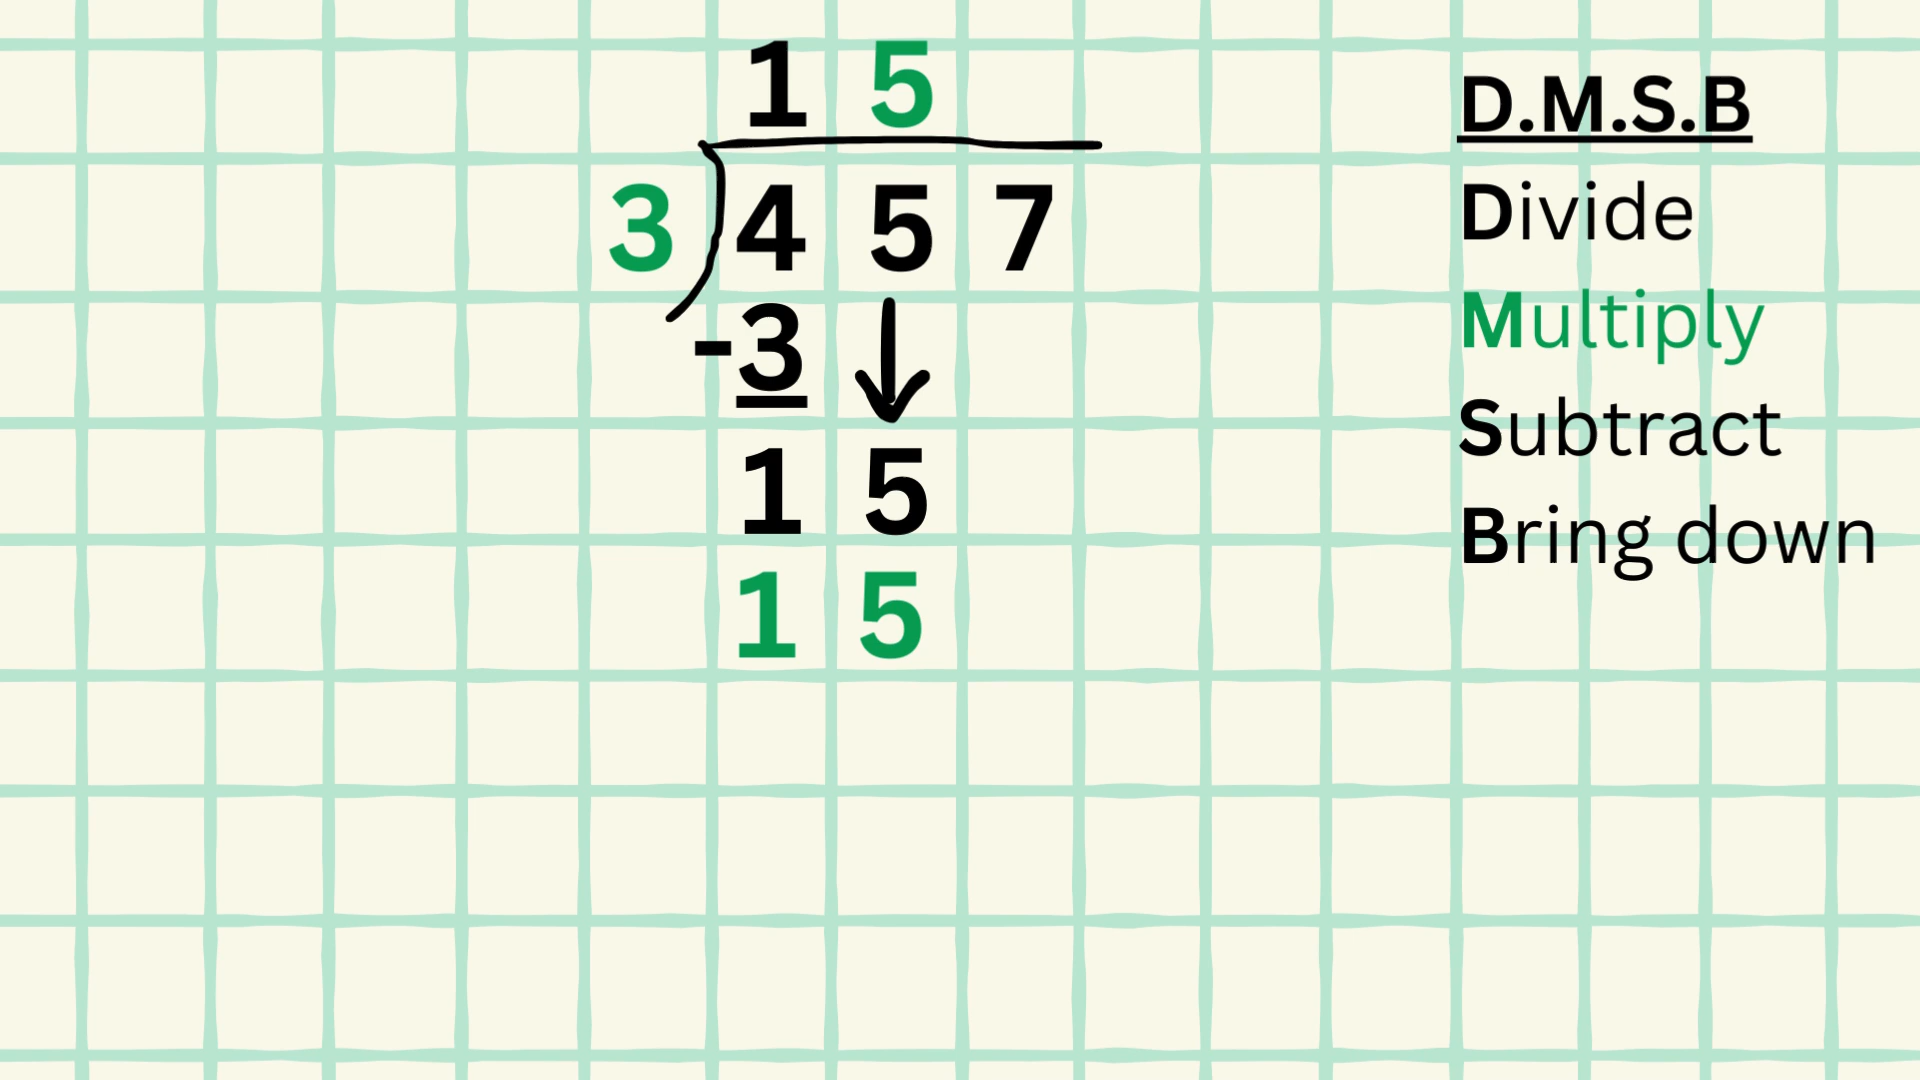 1 5
3 4 5 7
-3
1 5
1 5
D.M.S.B
Divide
Multiply
Subtract
Bring down